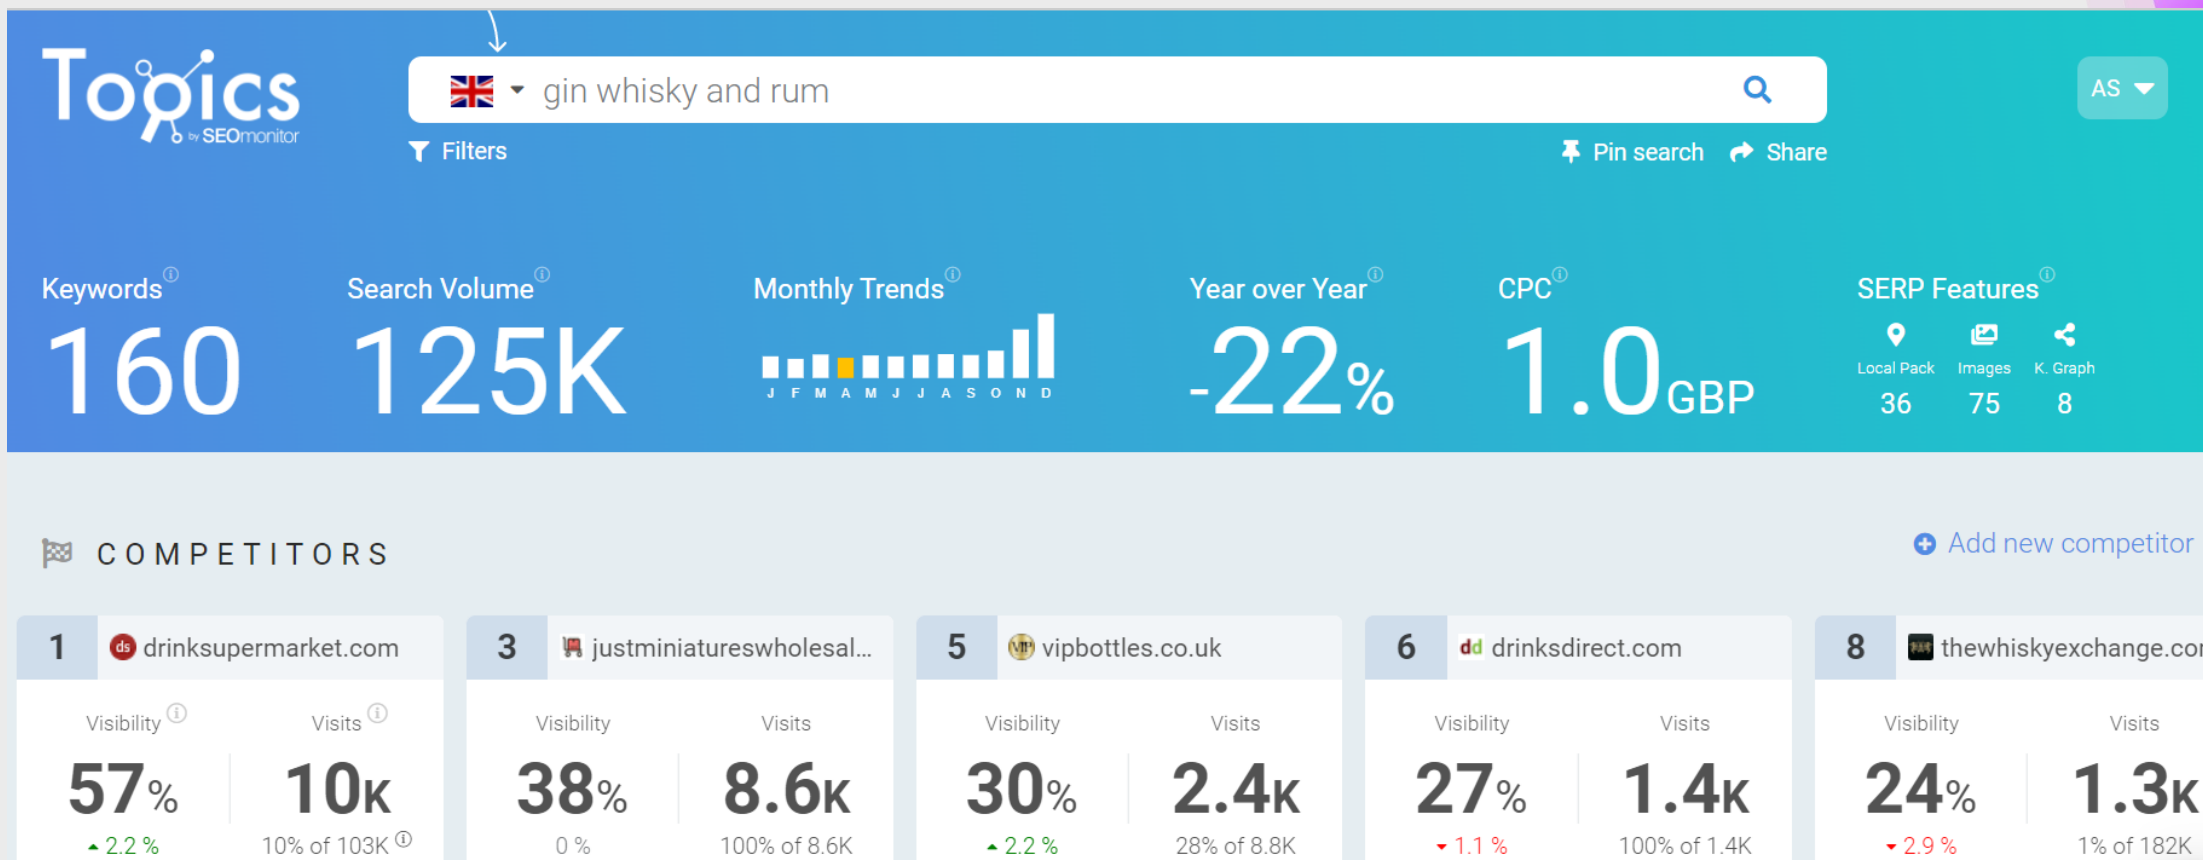 Topics
by SEOmonitor
gin whisky and rum
AS
Filters
Pin search
Share
Keywords
160
Search Volume
125K
Monthly Trends
J F M A M J J A S O N D
Year over Year
-22%
CPC
1.0GBP
SERP Features
Local Pack Images K. Graph
36 75 8
COMPETITORS
Add new competitor
1 ds drinksupermarket.com
Visibility Visits
57% 10K
2.2 % 10% of 103K
3 justminiatureswholesal...
Visibility Visits
38% 8.6K
0 % 100% of 8.6K
5 VIP vipbottles.co.uk
Visibility Visits
30% 2.4K
2.2 % 28% of 8.8K
6 dd drinksdirect.com
Visibility Visits
27% 1.4K
1.1 % 100% of 1.4K
8 thewhiskyexchange.com
Visibility Visits
24% 1.3K
2.9 % 1% of 182K